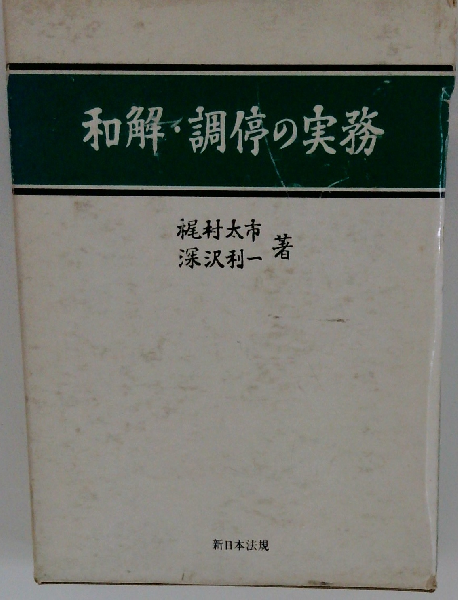 和解・調停の実務
梶村太市
深沢利一
著
新日本法規